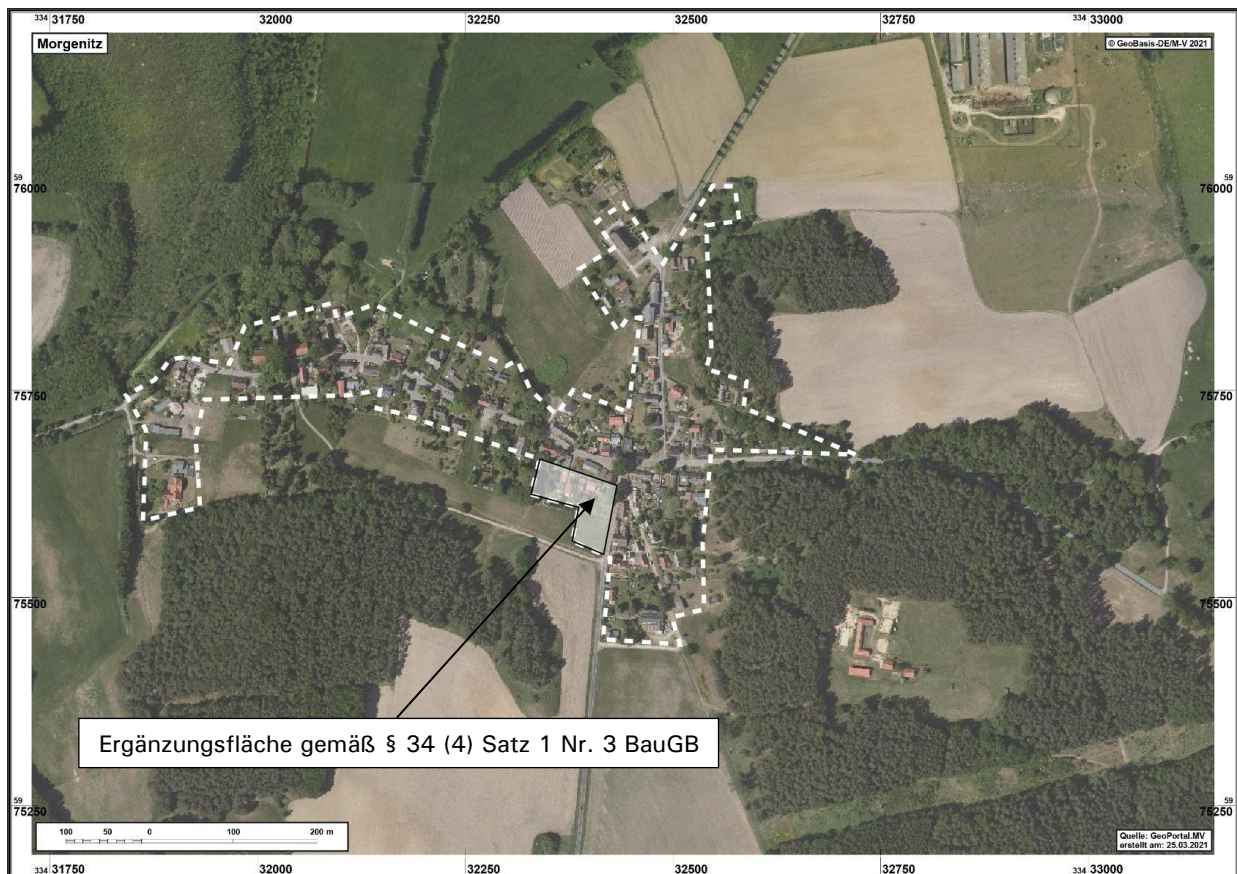 334 31750 32000 32250 32500 32750 334 33000
Morgenitz
© GeoBasis-DE/M-V 2021
59 76000 59 76000
75750 75750
75500 75500
Ergänzungsfläche gemäß § 34 (4) Satz 1 Nr. 3 BauGB
59 75250 59 75250
100 50 0 100 200 m
Quelle: GeoPortal.MV
erstellt am: 25.03.2021
334 31750 32000 32250 32500 32750 334 33000